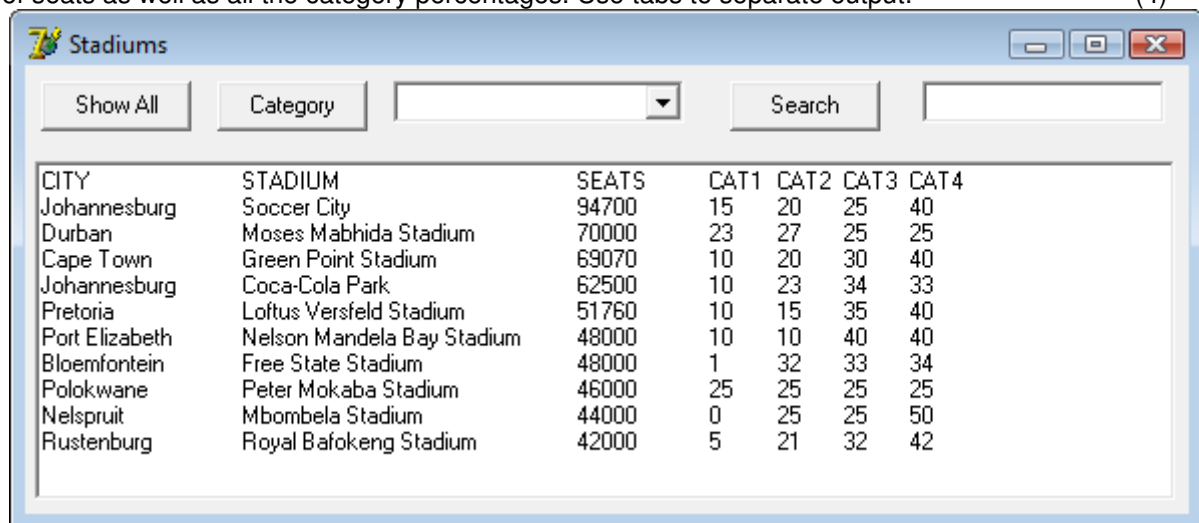 of seats as well as all the category percentages. Use tabs to separate output. (4)
Stadiums
Show All Category Search
CITY STADIUM SEATS CAT1 CAT2 CAT3 CAT4
Johannesburg Soccer City 94700 15 20 25 40
Durban Moses Mabhida Stadium 70000 23 27 25 25
Cape Town Green Point Stadium 69070 10 20 30 40
Johannesburg Coca-Cola Park 62500 10 23 34 33
Pretoria Loftus Versfeld Stadium 51760 10 15 35 40
Port Elizabeth Nelson Mandela Bay Stadium 48000 10 10 40 40
Bloemfontein Free State Stadium 48000 1 32 33 34
Polokwane Peter Mokaba Stadium 46000 25 25 25 25
Nelspruit Mbombela Stadium 44000 0 25 25 50
Rustenburg Royal Bafokeng Stadium 42000 5 21 32 42